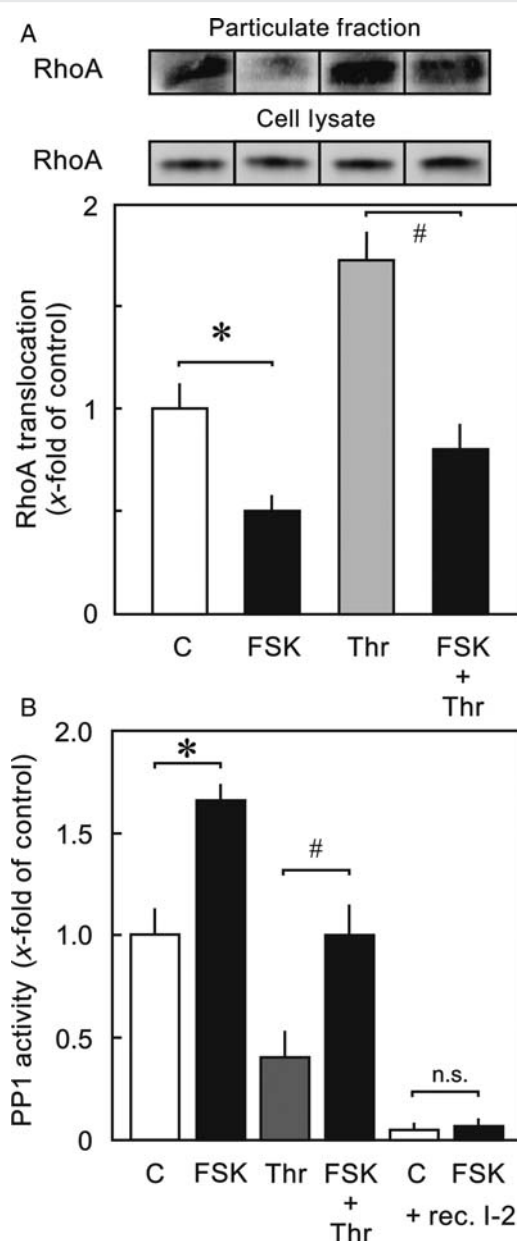 A
Particulate fraction
RhoA
Cell lysate
RhoA
RhoA translocation
(x-fold of control)
2
1
0
*
#
C
FSK
Thr
FSK
+
Thr
B
PP1 activity (x-fold of control)
2.0
1.5
1.0
0.5
0
*
#
n.s.
C
FSK
Thr
FSK
+
Thr
C
FSK
+ rec. I-2